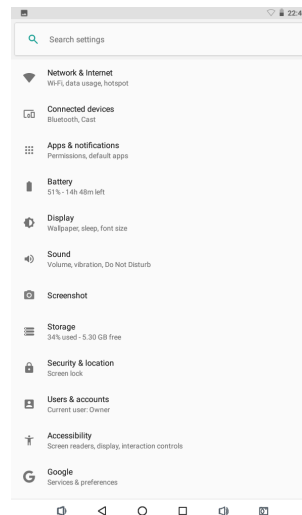 22:4
Search settings
Network & Internet
Wi-Fi, data usage, hotspot
Connected devices
Bluetooth, Cast
Apps & notifications
Permissions, default apps
Battery
51% - 14h 48m left
Display
Wallpaper, sleep, font size
Sound
Volume, vibration, Do Not Disturb
Screenshot
Storage
34% used - 5.30 GB free
Security & location
Screen lock
Users & accounts
Current user: Owner
Accessibility
Screen readers, display, interaction controls
Google
Services & preferences